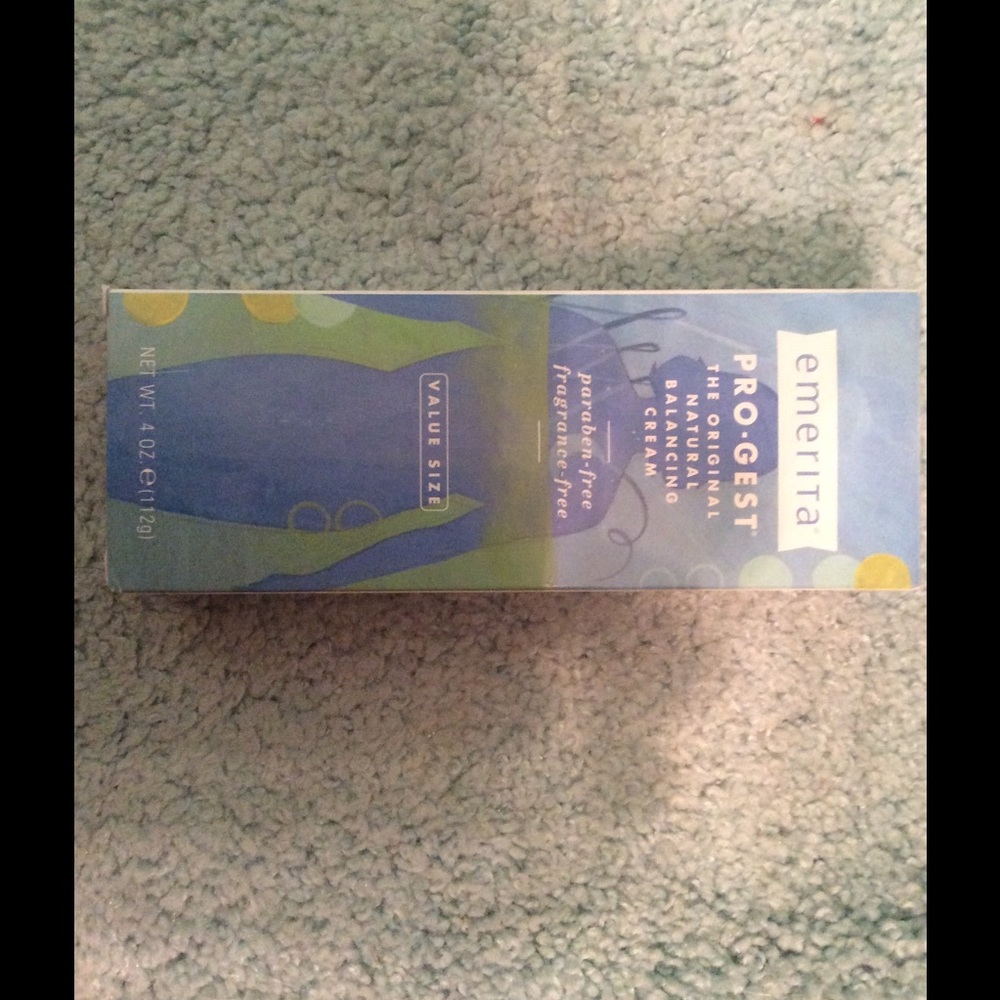 emerita®
PRO•GEST®
THE ORIGINAL
NATURAL
BALANCING
CREAM
paraben-free
fragrance-free
VALUE SIZE
NET WT. 4 OZ. ℮ (112g)